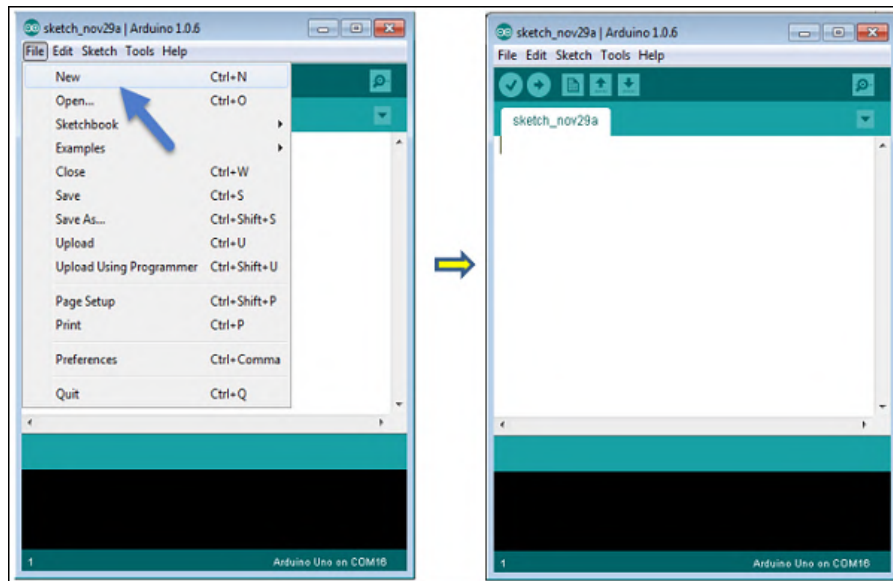 sketch_nov29a | Arduino 1.0.6
File Edit Sketch Tools Help
New Ctrl+N
Open... Ctrl+O
Sketchbook
Examples
Close Ctrl+W
Save Ctrl+S
Save As... Ctrl+Shift+S
Upload Ctrl+U
Upload Using Programmer Ctrl+Shift+U
Page Setup Ctrl+Shift+P
Print Ctrl+P
Preferences Ctrl+Comma
Quit Ctrl+Q
1 Arduino Uno on COM16
sketch_nov29a | Arduino 1.0.6
File Edit Sketch Tools Help
sketch_nov29a
1 Arduino Uno on COM16